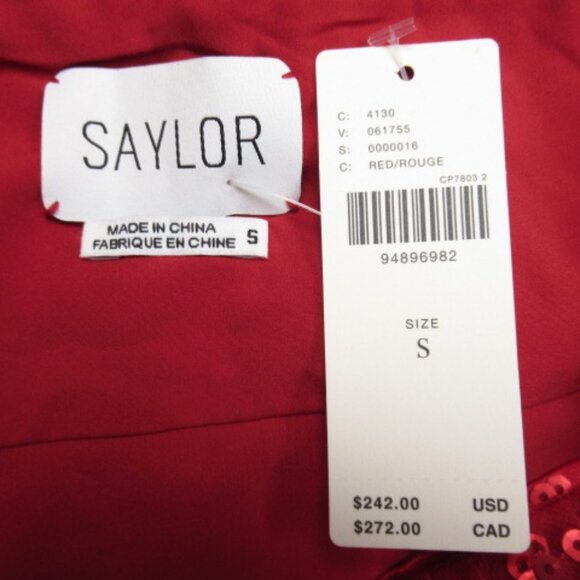 SAYLOR
MADE IN CHINA
FABRIQUE EN CHINE S
C: 4130
V: 061755
S: 0000016
C: RED/ROUGE
CP7803 2
94896982
SIZE
S
$242.00 USD
$272.00 CAD